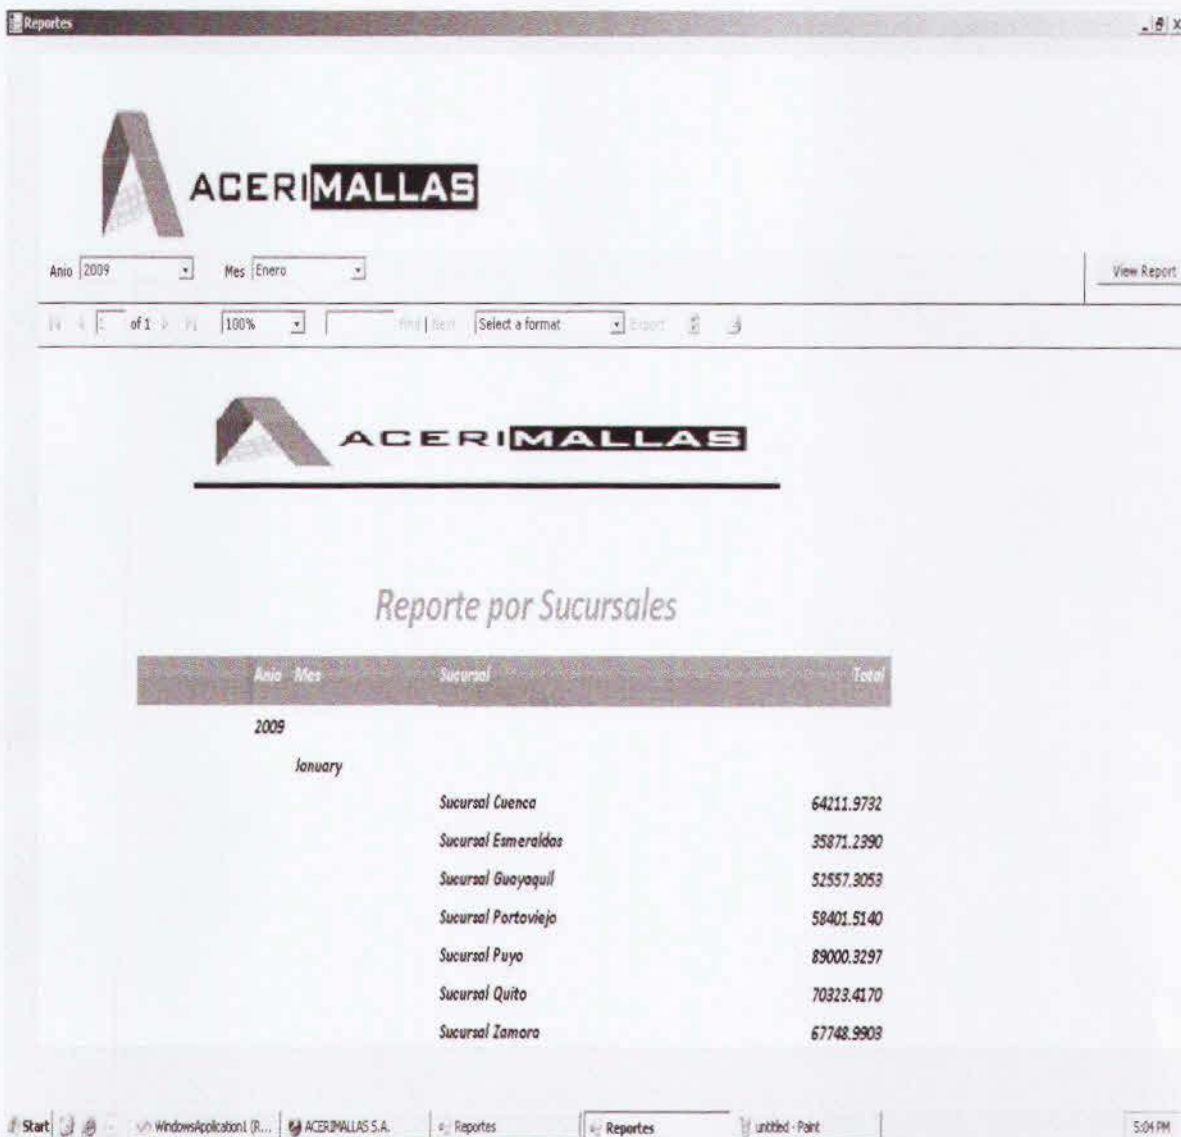 Reportes
ACERIMALLAS
Anio 2009 Mes Enero View Report
1 of 1 100% Find | Next Select a format Export
ACERIMALLAS
Reporte por Sucursales
Anio Mes Sucursal Total
2009
January
Sucursal Cuenca 64211.9732
Sucursal Esmeraldas 35871.2390
Sucursal Guayaquil 52557.3053
Sucursal Portoviejo 58401.5140
Sucursal Puyo 89000.3297
Sucursal Quito 70323.4170
Sucursal Zamora 67748.9903
Start WindowsApplication1 (R... ACERIMALLAS S.A. Reportes Reportes untitled - Paint 5:04 PM